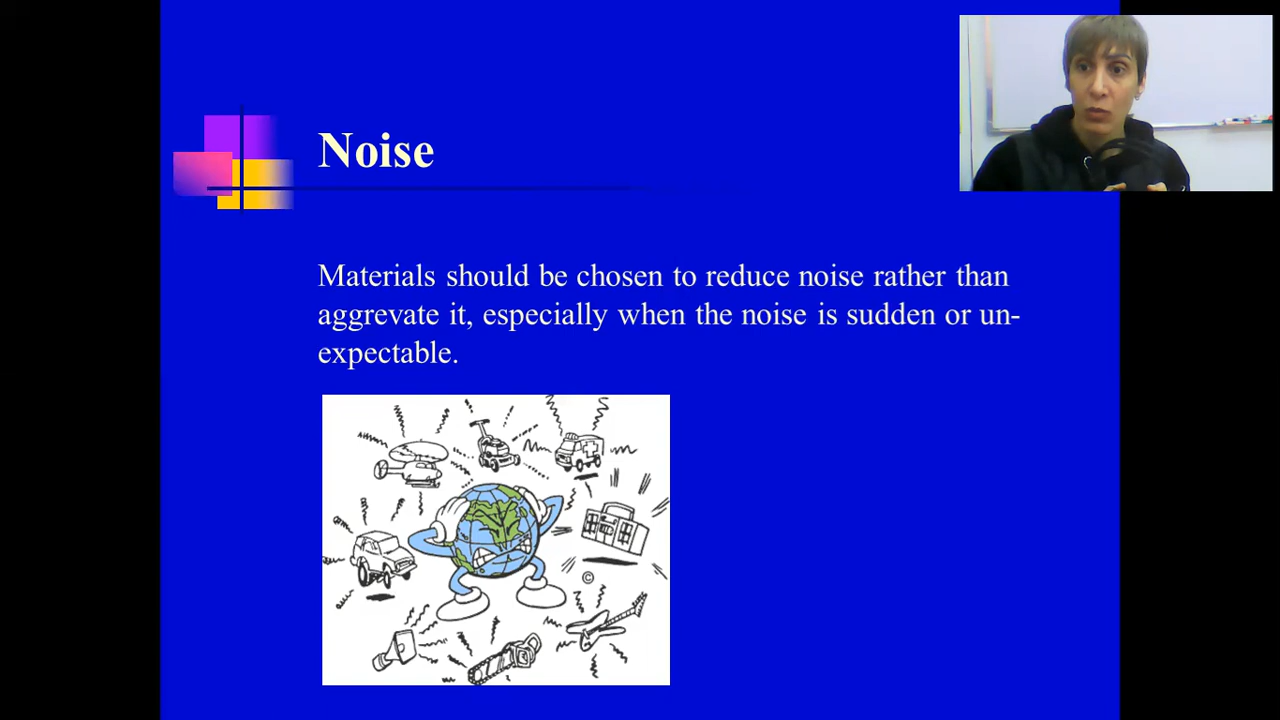 Noise
Materials should be chosen to reduce noise rather than
aggrevate it, especially when the noise is sudden or un-
expectable.
©